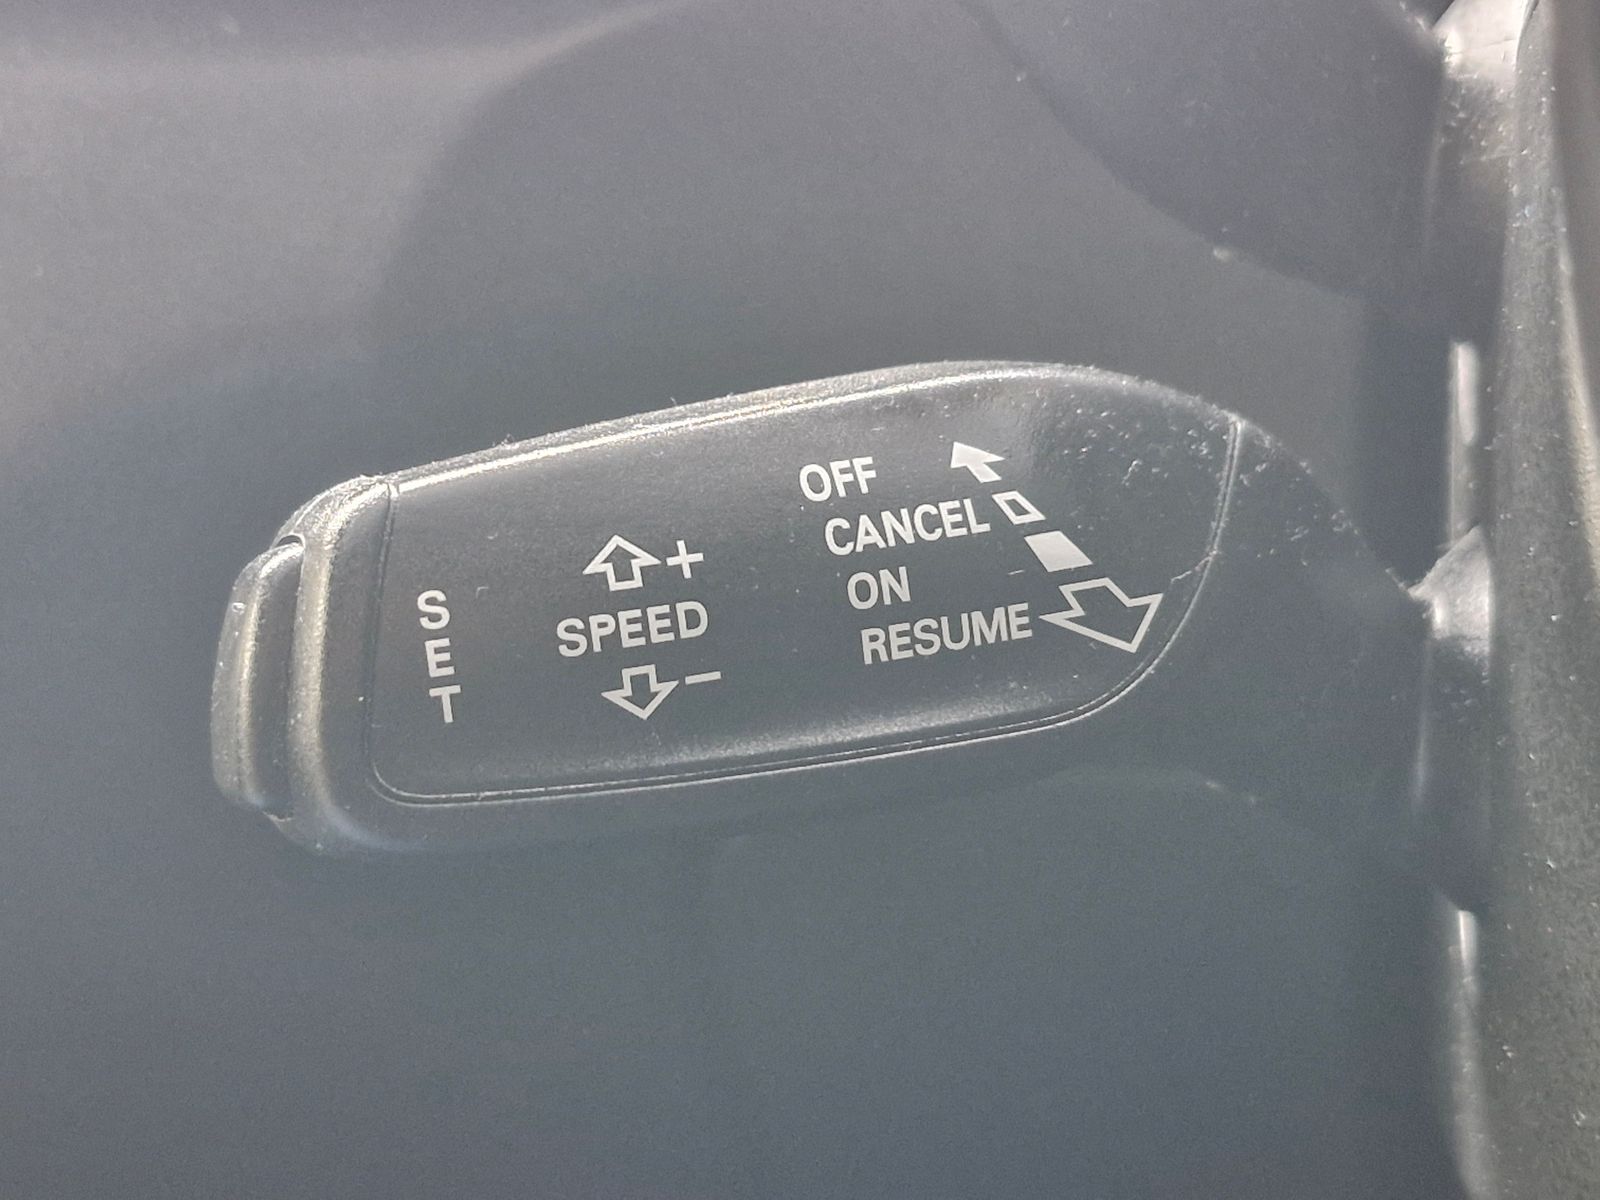 SET
+
SPEED
−
OFF
CANCEL
ON
RESUME